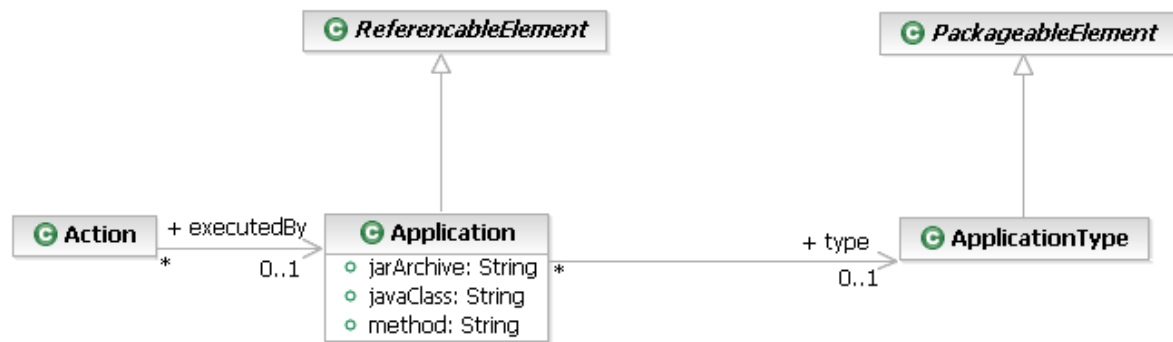 ReferencableElement
PackageableElement
Action
+ executedBy
*
0..1
Application
jarArchive: String
javaClass: String
method: String
*
+ type
0..1
ApplicationType